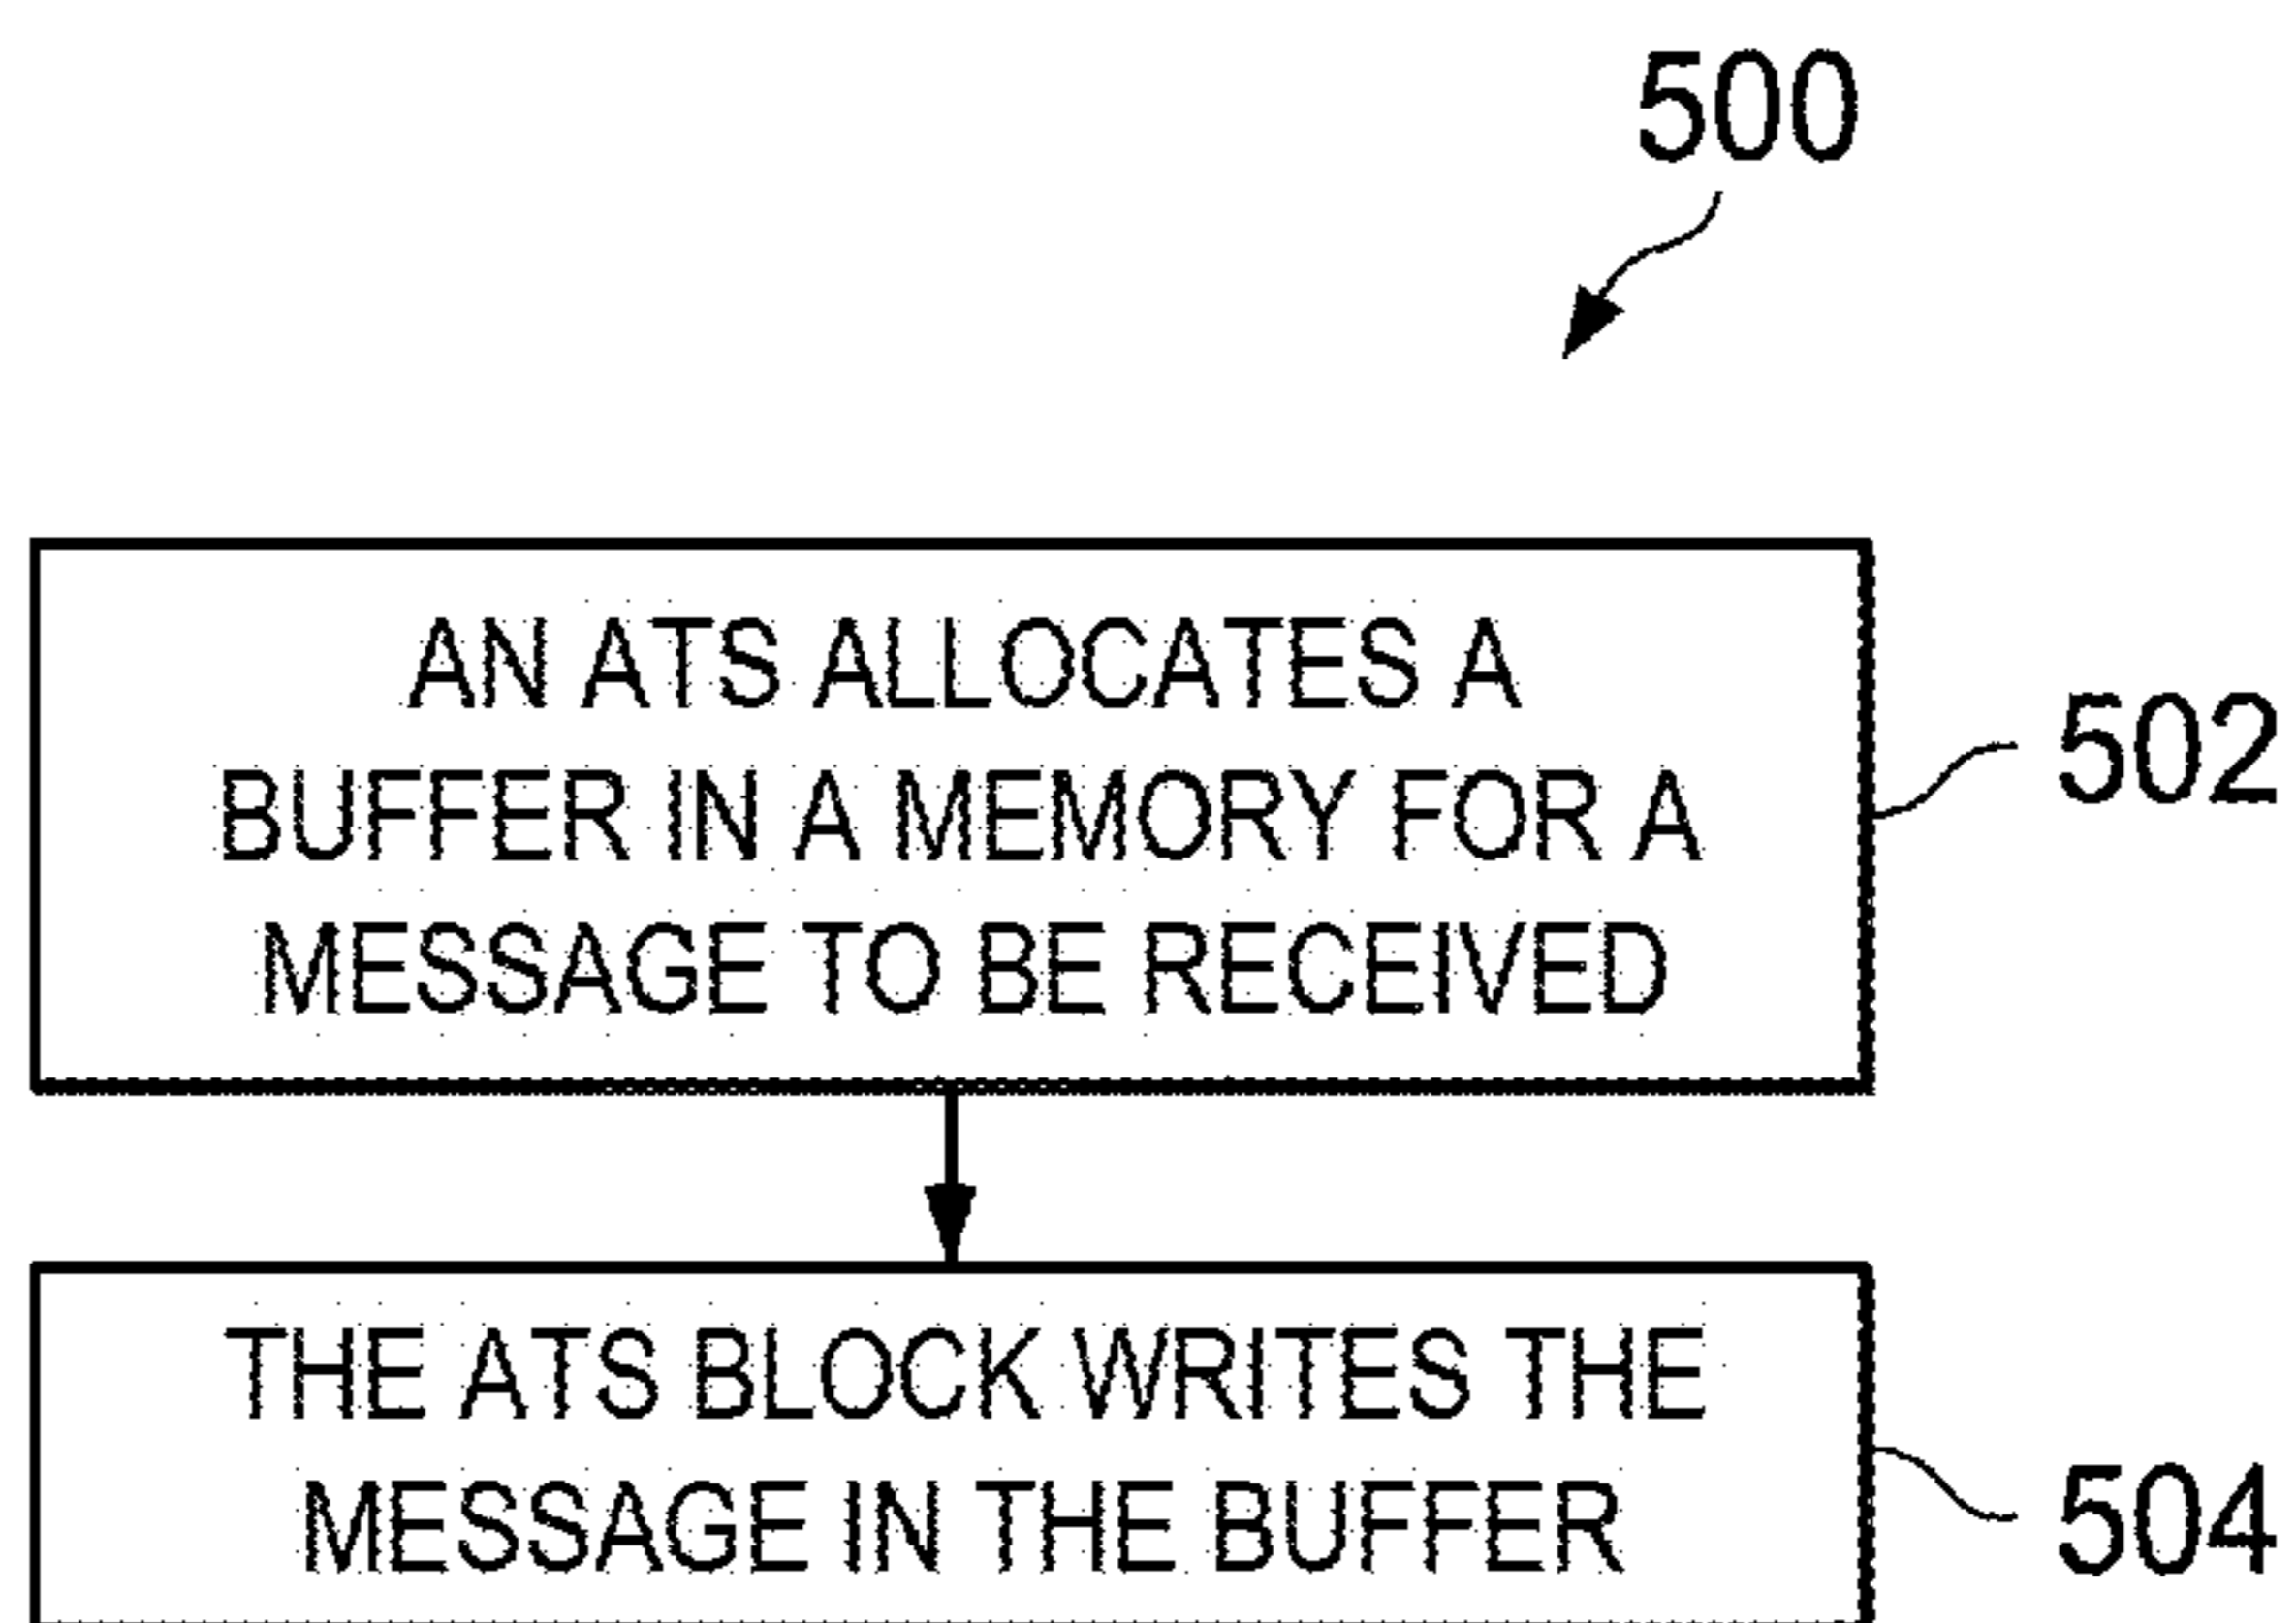 500
AN ATS ALLOCATES A
BUFFER IN A MEMORY FOR A
MESSAGE TO BE RECEIVED
502
THE ATS BLOCK WRITES THE
MESSAGE IN THE BUFFER
504